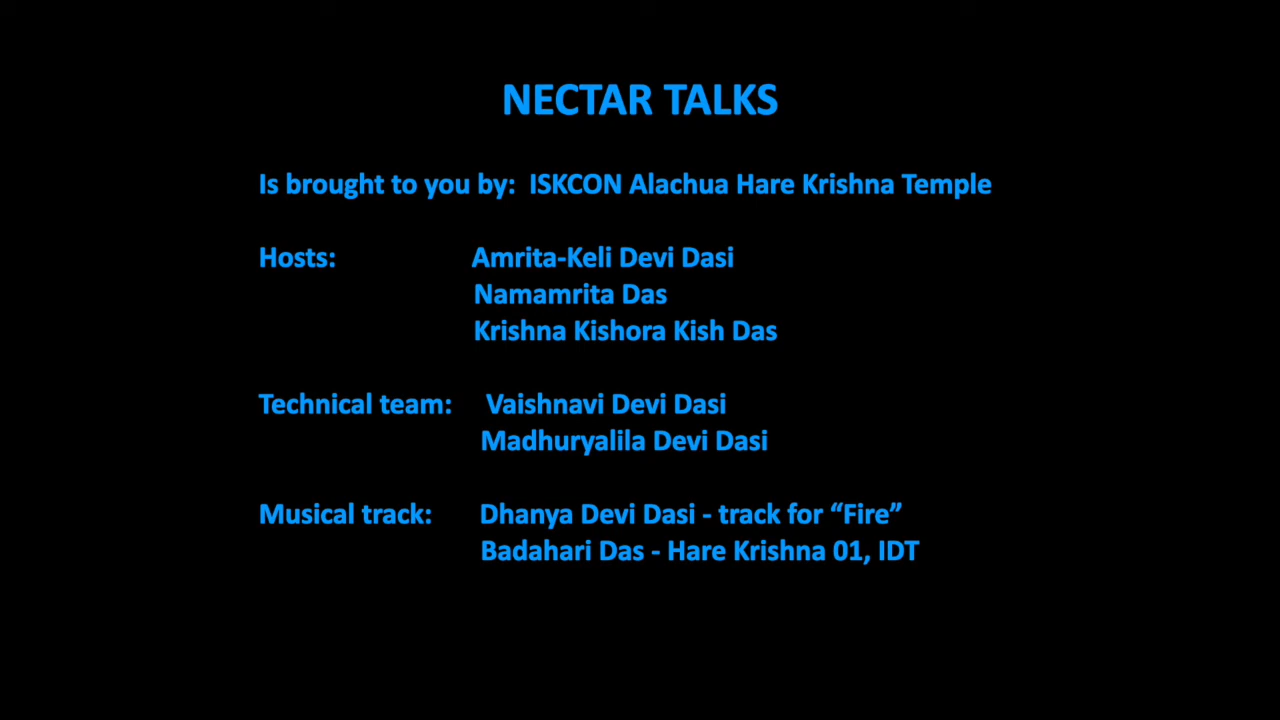 NECTAR TALKS
Is brought to you by: ISKCON Alachua Hare Krishna Temple
Hosts: Amrita-Keli Devi Dasi
Namamrita Das
Krishna Kishora Kish Das
Technical team: Vaishnavi Devi Dasi
Madhuryalila Devi Dasi
Musical track: Dhanya Devi Dasi - track for “Fire”
Badahari Das - Hare Krishna 01, IDT